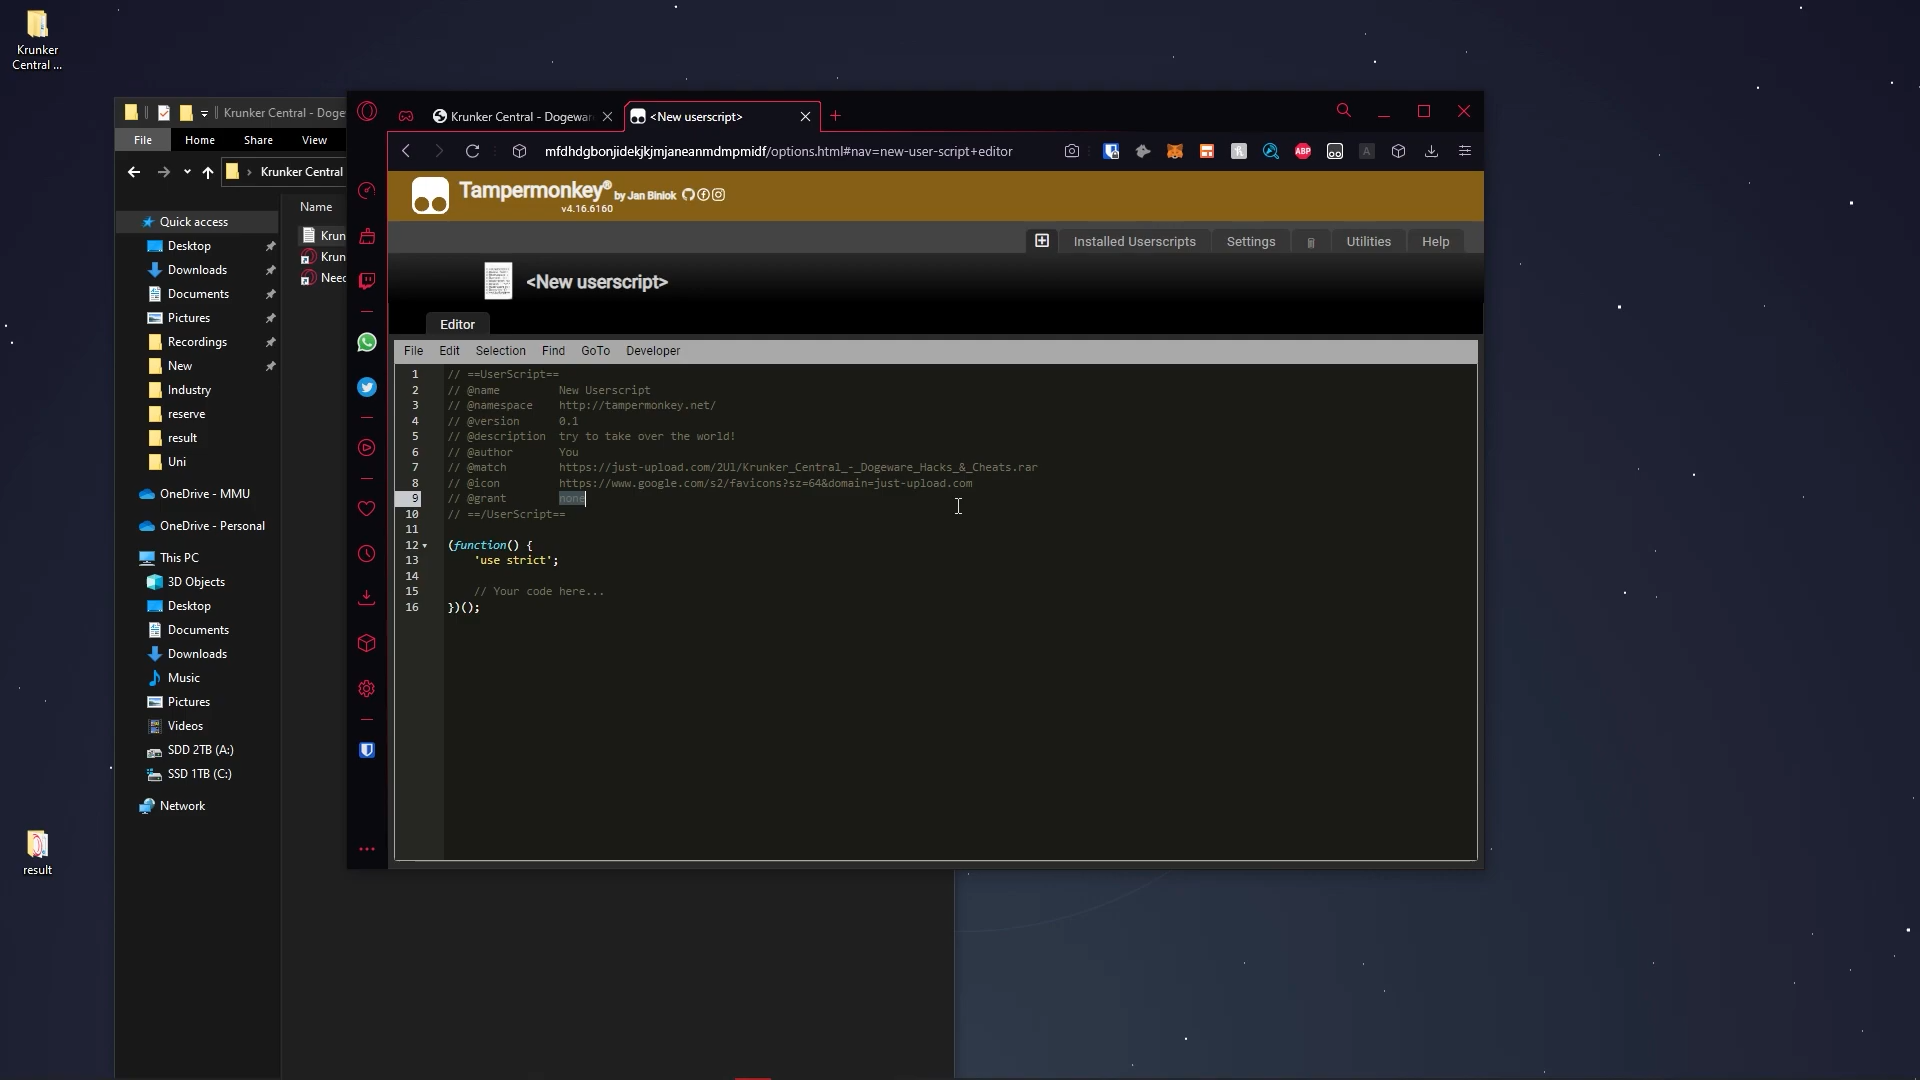 Krunker
Central ...
Krunker Central - Doge
File
Home
Share
View
Krunker Central
Name
Krun
Krun
Need
Quick access
Desktop
Downloads
Documents
Pictures
Recordings
New
Industry
reserve
result
Uni
OneDrive - MMU
OneDrive - Personal
This PC
3D Objects
Desktop
Documents
Downloads
Music
Pictures
Videos
SDD 2TB (A:)
SSD 1TB (C:)
Network
result
Krunker Central - Dogewar
<New userscript>
mfdhdgbonjidekjkjmjaneanmdmpmidf/options.html#nav=new-user-script+editor
ABP
Tampermonkey® by Jan Biniok
v4.16.6160
Installed Userscripts
Settings
Utilities
Help
<New userscript>
Editor
File
Edit
Selection
Find
GoTo
Developer
1 // ==UserScript==
2 // @name New Userscript
3 // @namespace http://tampermonkey.net/
4 // @version 0.1
5 // @description try to take over the world!
6 // @author You
7 // @match https://just-upload.com/2Ul/Krunker_Central_-_Dogeware_Hacks_&_Cheats.rar
8 // @icon https://www.google.com/s2/favicons?sz=64&domain=just-upload.com
9 // @grant none
10 // ==/UserScript==
11
12 (function() {
13 'use strict';
14
15 // Your code here...
16 })();